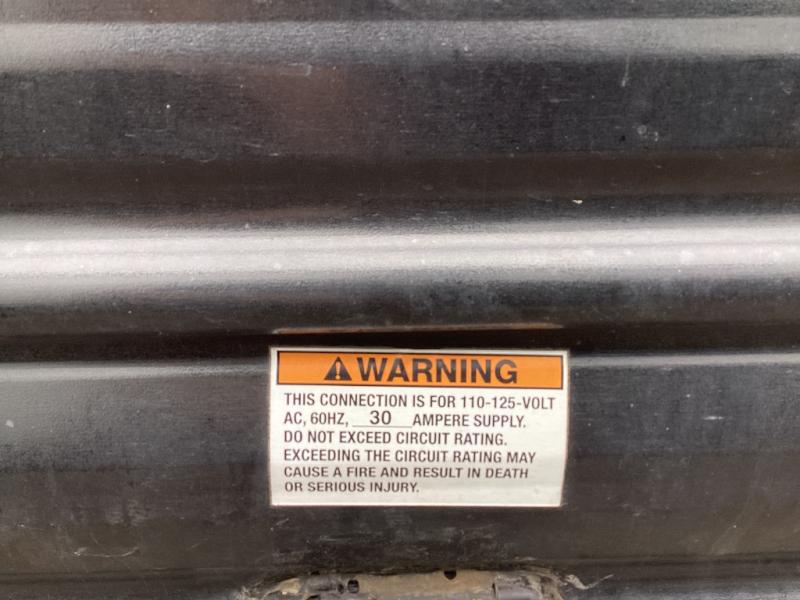 WARNING
THIS CONNECTION IS FOR 110-125-VOLT
AC, 60HZ, 30 AMPERE SUPPLY.
DO NOT EXCEED CIRCUIT RATING.
EXCEEDING THE CIRCUIT RATING MAY
CAUSE A FIRE AND RESULT IN DEATH
OR SERIOUS INJURY.